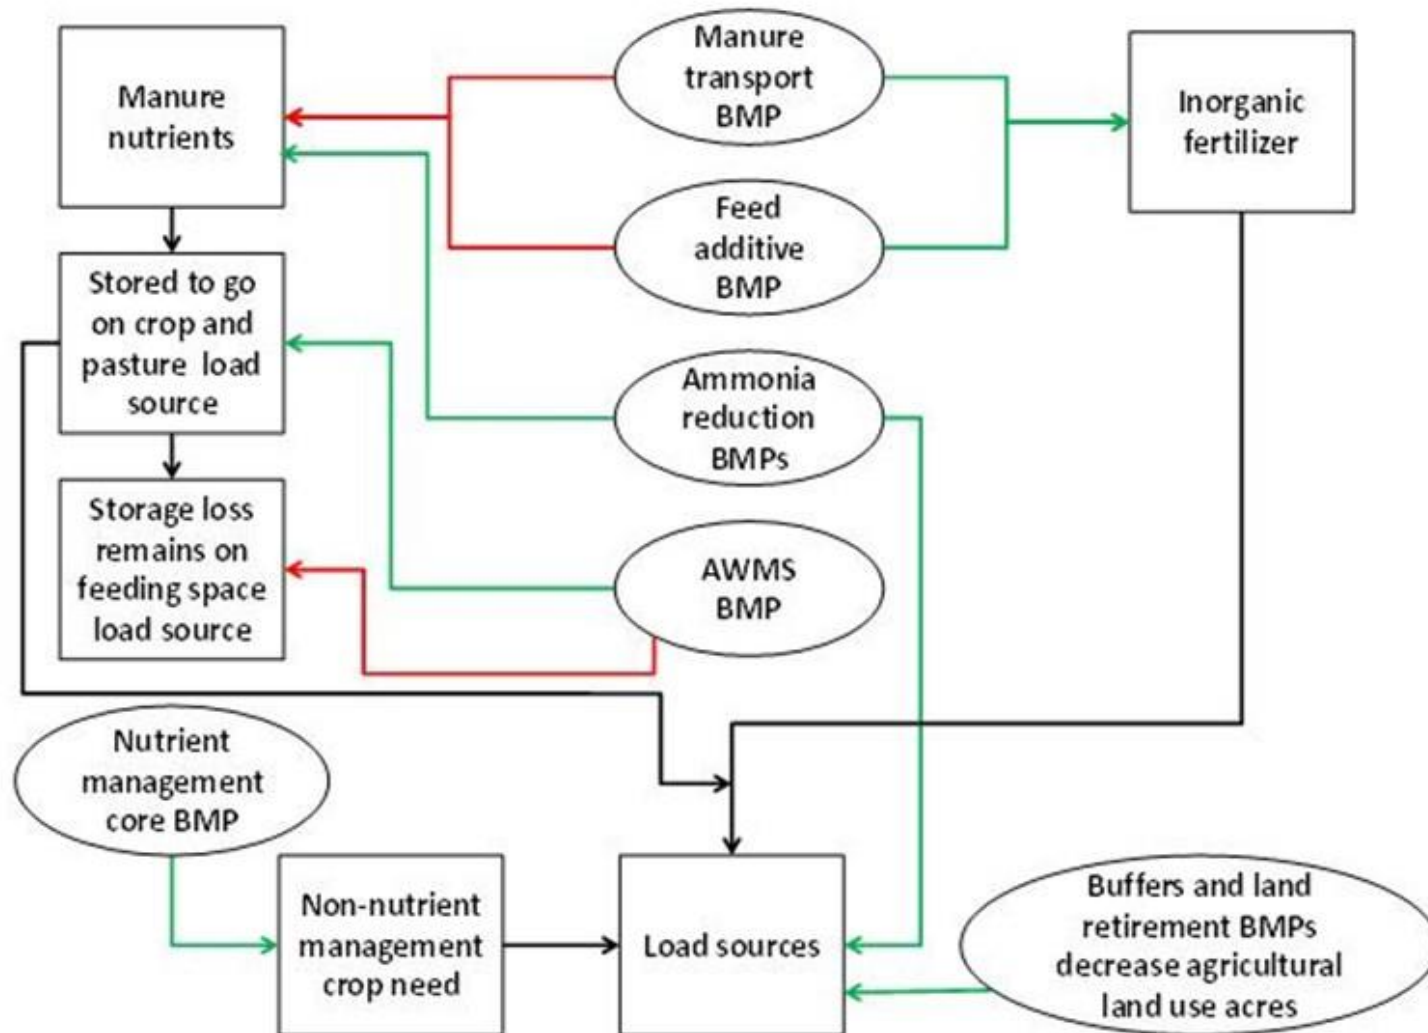 Manure
nutrients
Manure
transport
BMP
Inorganic
fertilizer
Feed
additive
BMP
Stored to go
on crop and
pasture load
source
Ammonia
reduction
BMPs
Storage loss
remains on
feeding space
load source
AWMS
BMP
Nutrient
management
core BMP
Non-nutrient
management
crop need
Load sources
Buffers and land
retirement BMPs
decrease agricultural
land use acres